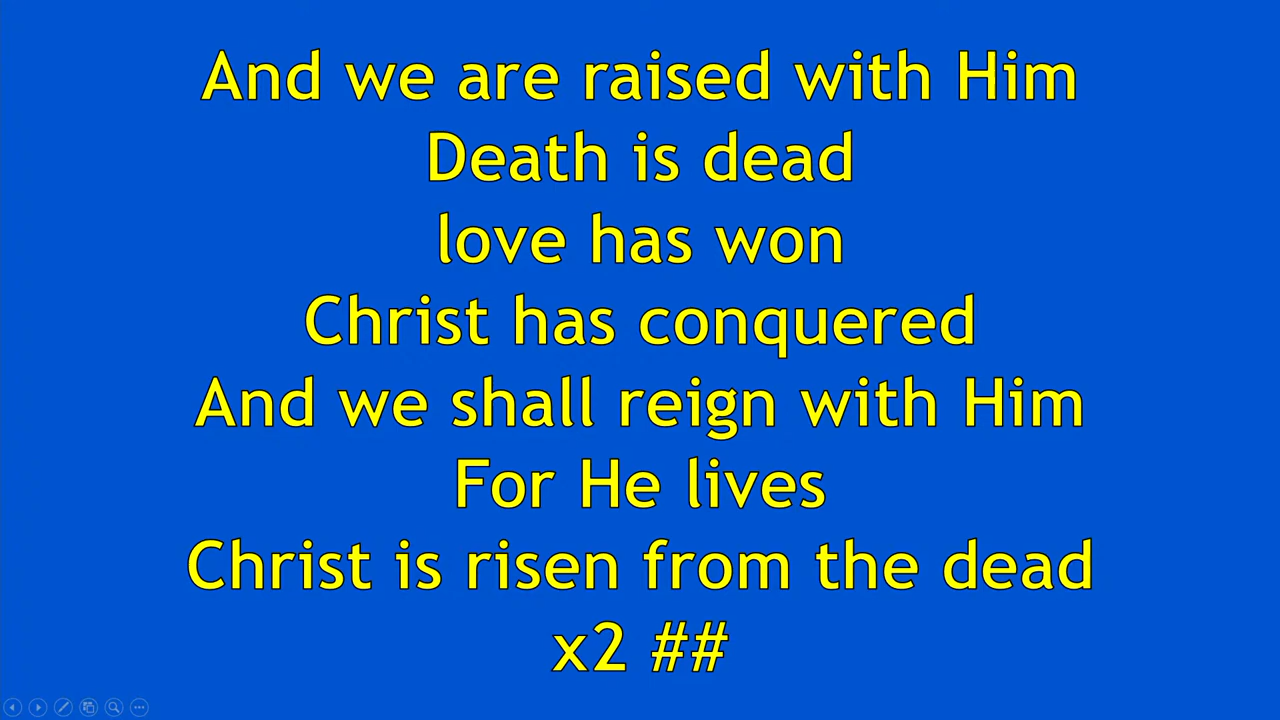 And we are raised with Him
Death is dead
love has won
Christ has conquered
And we shall reign with Him
For He lives
Christ is risen from the dead
x2 ##